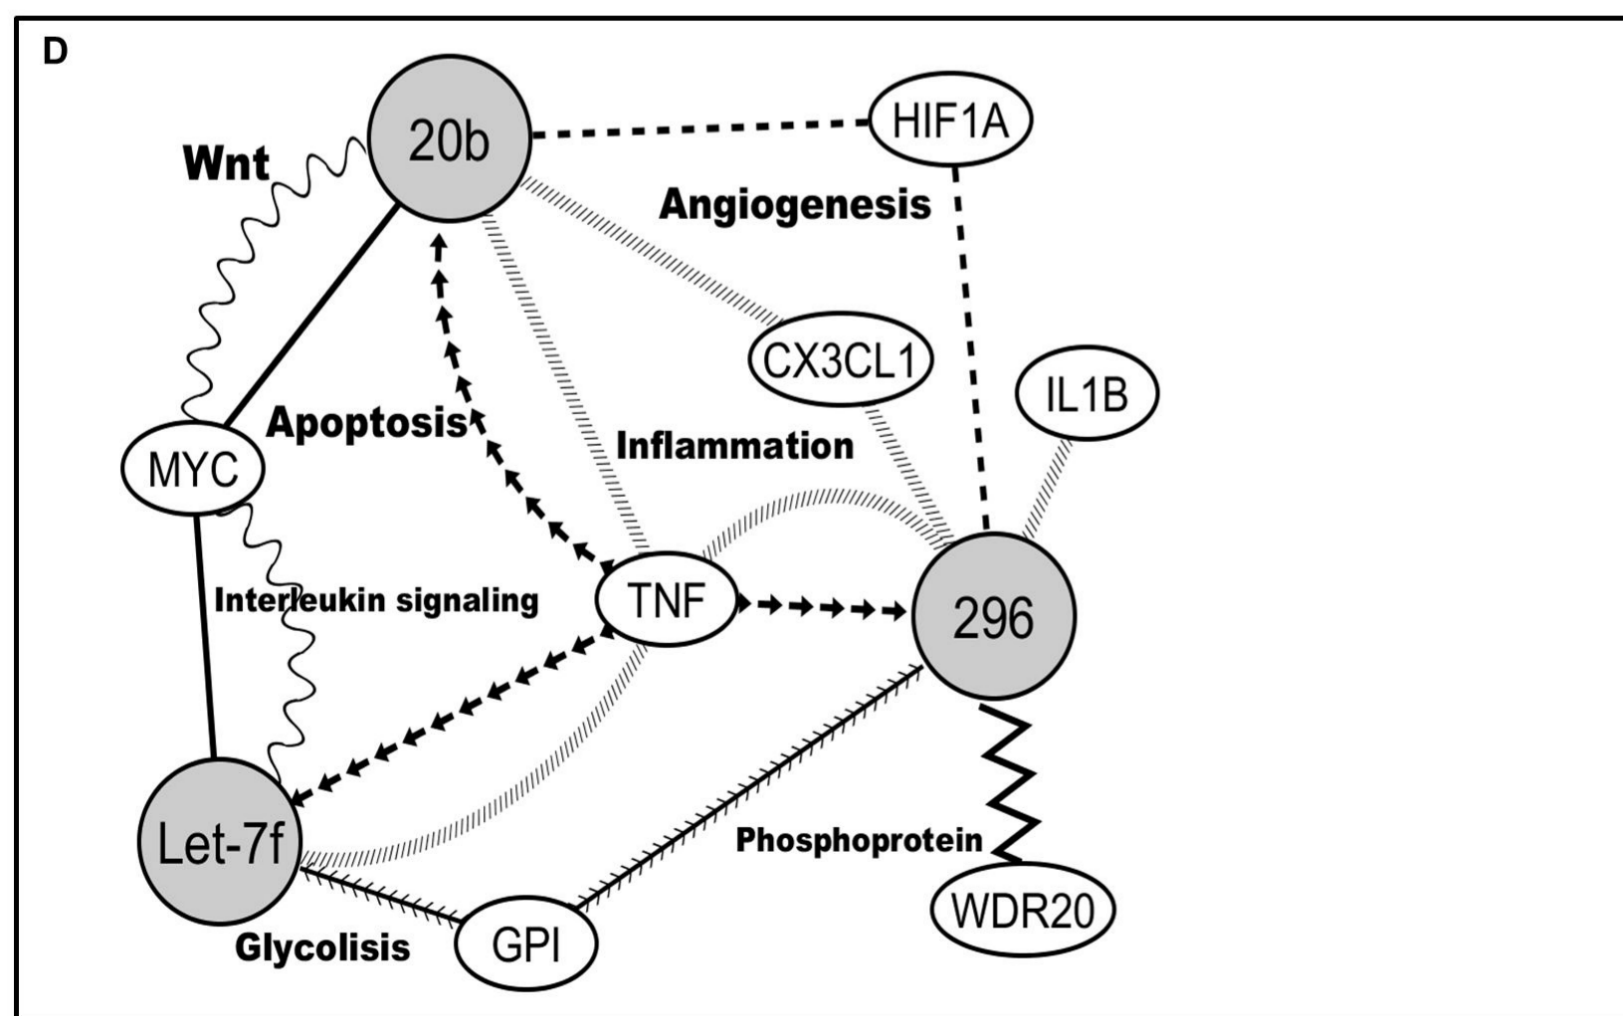 D
20b
HIF1A
Wnt
Angiogenesis
CX3CL1
IL1B
Apoptosis
Inflammation
MYC
Interleukin signaling
TNF
296
Let-7f
Phosphoprotein
WDR20
Glycolisis
GPI